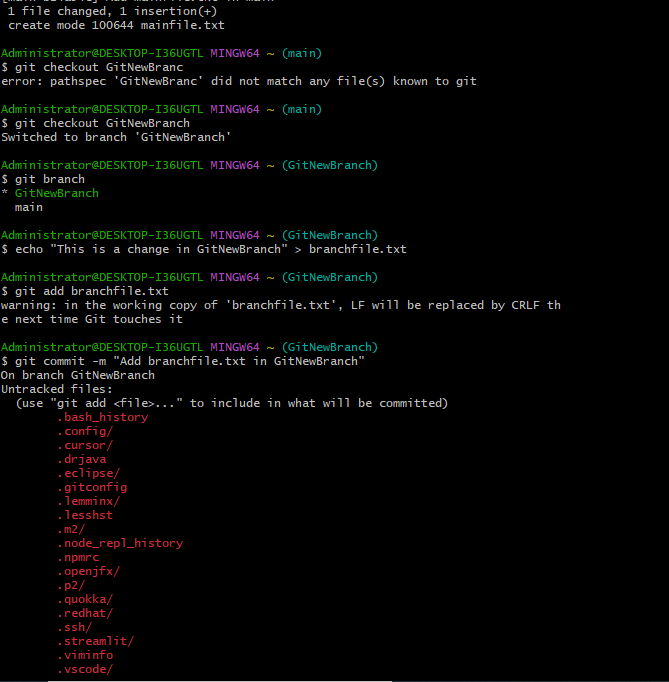 1 file changed, 1 insertion(+)
create mode 100644 mainfile.txt
Administrator@DESKTOP-I36UGTL MINGW64 ~ (main)
$ git checkout GitNewBranc
error: pathspec 'GitNewBranc' did not match any file(s) known to git
Administrator@DESKTOP-I36UGTL MINGW64 ~ (main)
$ git checkout GitNewBranch
Switched to branch 'GitNewBranch'
Administrator@DESKTOP-I36UGTL MINGW64 ~ (GitNewBranch)
$ git branch
* GitNewBranch
main
Administrator@DESKTOP-I36UGTL MINGW64 ~ (GitNewBranch)
$ echo "This is a change in GitNewBranch" > branchfile.txt
Administrator@DESKTOP-I36UGTL MINGW64 ~ (GitNewBranch)
$ git add branchfile.txt
warning: in the working copy of 'branchfile.txt', LF will be replaced by CRLF th
e next time Git touches it
Administrator@DESKTOP-I36UGTL MINGW64 ~ (GitNewBranch)
$ git commit -m "Add branchfile.txt in GitNewBranch"
On branch GitNewBranch
Untracked files:
(use "git add <file>..." to include in what will be committed)
.bash_history
.config/
.cursor/
.drjava
.eclipse/
.gitconfig
.lemminx/
.lesshst
.m2/
.node_repl_history
.npmrc
.openjfx/
.p2/
.quokka/
.redhat/
.ssh/
.streamlit/
.viminfo
.vscode/